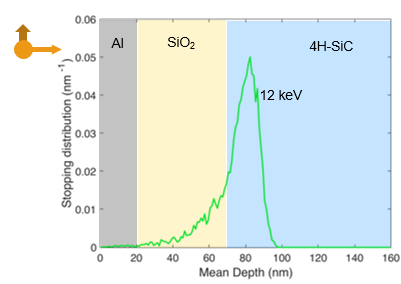 0.06
0.05
0.04
0.03
0.02
0.01
0
Stopping distribution (nm⁻¹)
Al
SiO₂
4H-SiC
12 keV
0 20 40 60 80 100 120 140 160
Mean Depth (nm)